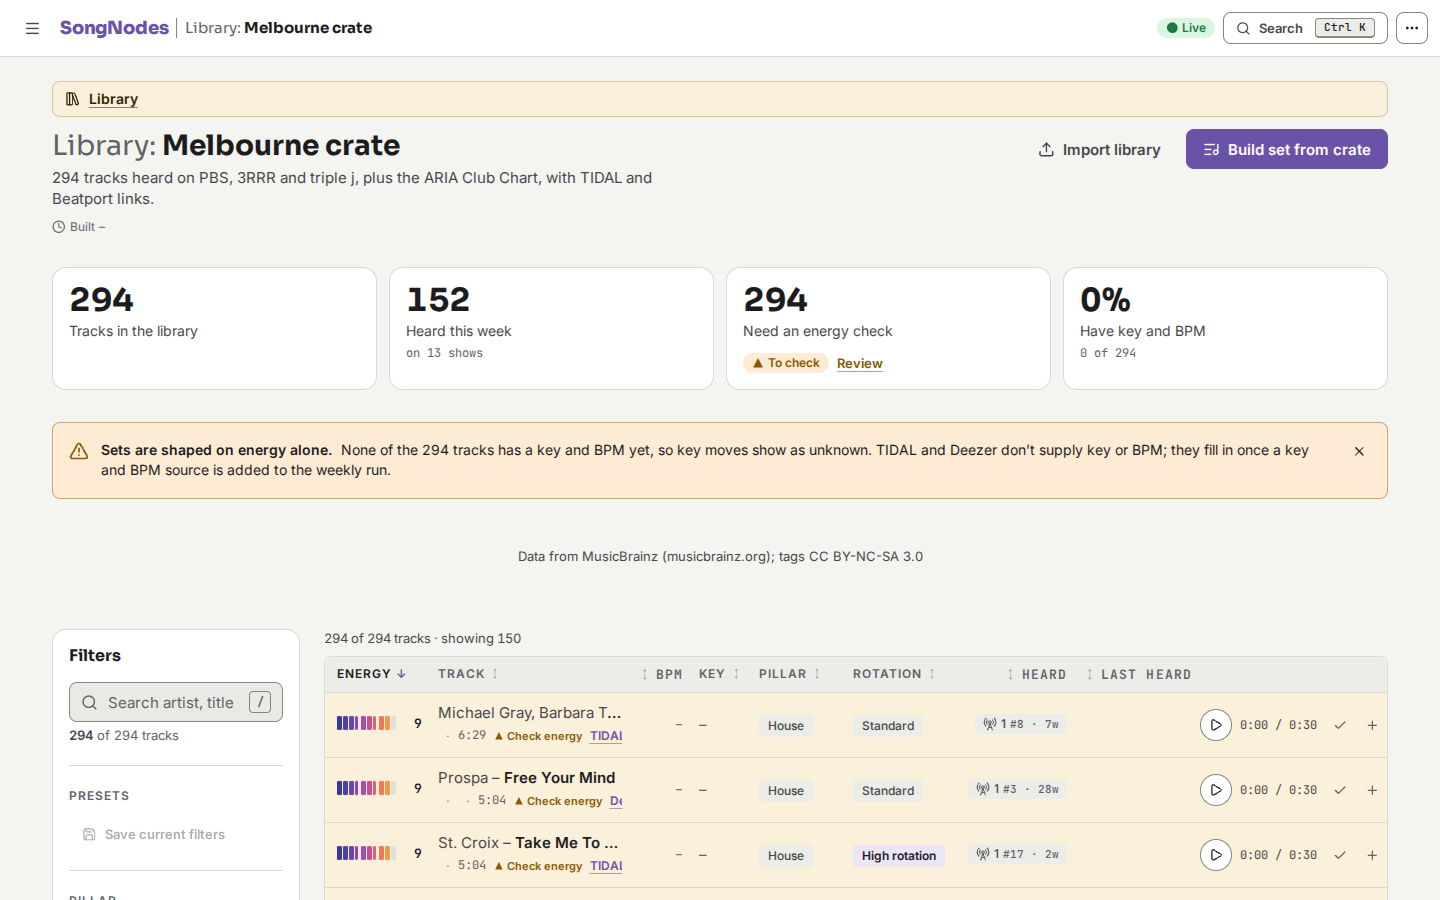 SongNodes Library: Melbourne crate Live Search Ctrl K
Library
Library: Melbourne crate Import library Build set from crate
294 tracks heard on PBS, 3RRR and triple j, plus the ARIA Club Chart, with TIDAL and
Beatport links.
Built –
294 152 294 0%
Tracks in the library Heard this week Need an energy check Have key and BPM
on 13 shows 0 of 294
To check Review
Sets are shaped on energy alone. None of the 294 tracks has a key and BPM yet, so key moves show as unknown. TIDAL and Deezer don’t supply key or BPM; they fill in once a key
and BPM source is added to the weekly run.
Data from MusicBrainz (musicbrainz.org); tags CC BY-NC-SA 3.0
Filters
Search artist, title /
294 of 294 tracks
PRESETS
Save current filters
294 of 294 tracks · showing 150
ENERGY TRACK BPM KEY PILLAR ROTATION HEARD LAST HEARD
9 Michael Gray, Barbara T... – – House Standard 1 #8 · 7w 0:00 / 0:30
· 6:29 Check energy TIDAL
9 Prospa – Free Your Mind – – House Standard 1 #3 · 28w 0:00 / 0:30
· · 5:04 Check energy De
9 St. Croix – Take Me To ... – – House High rotation 1 #17 · 2w 0:00 / 0:30
· 5:04 Check energy TIDAL